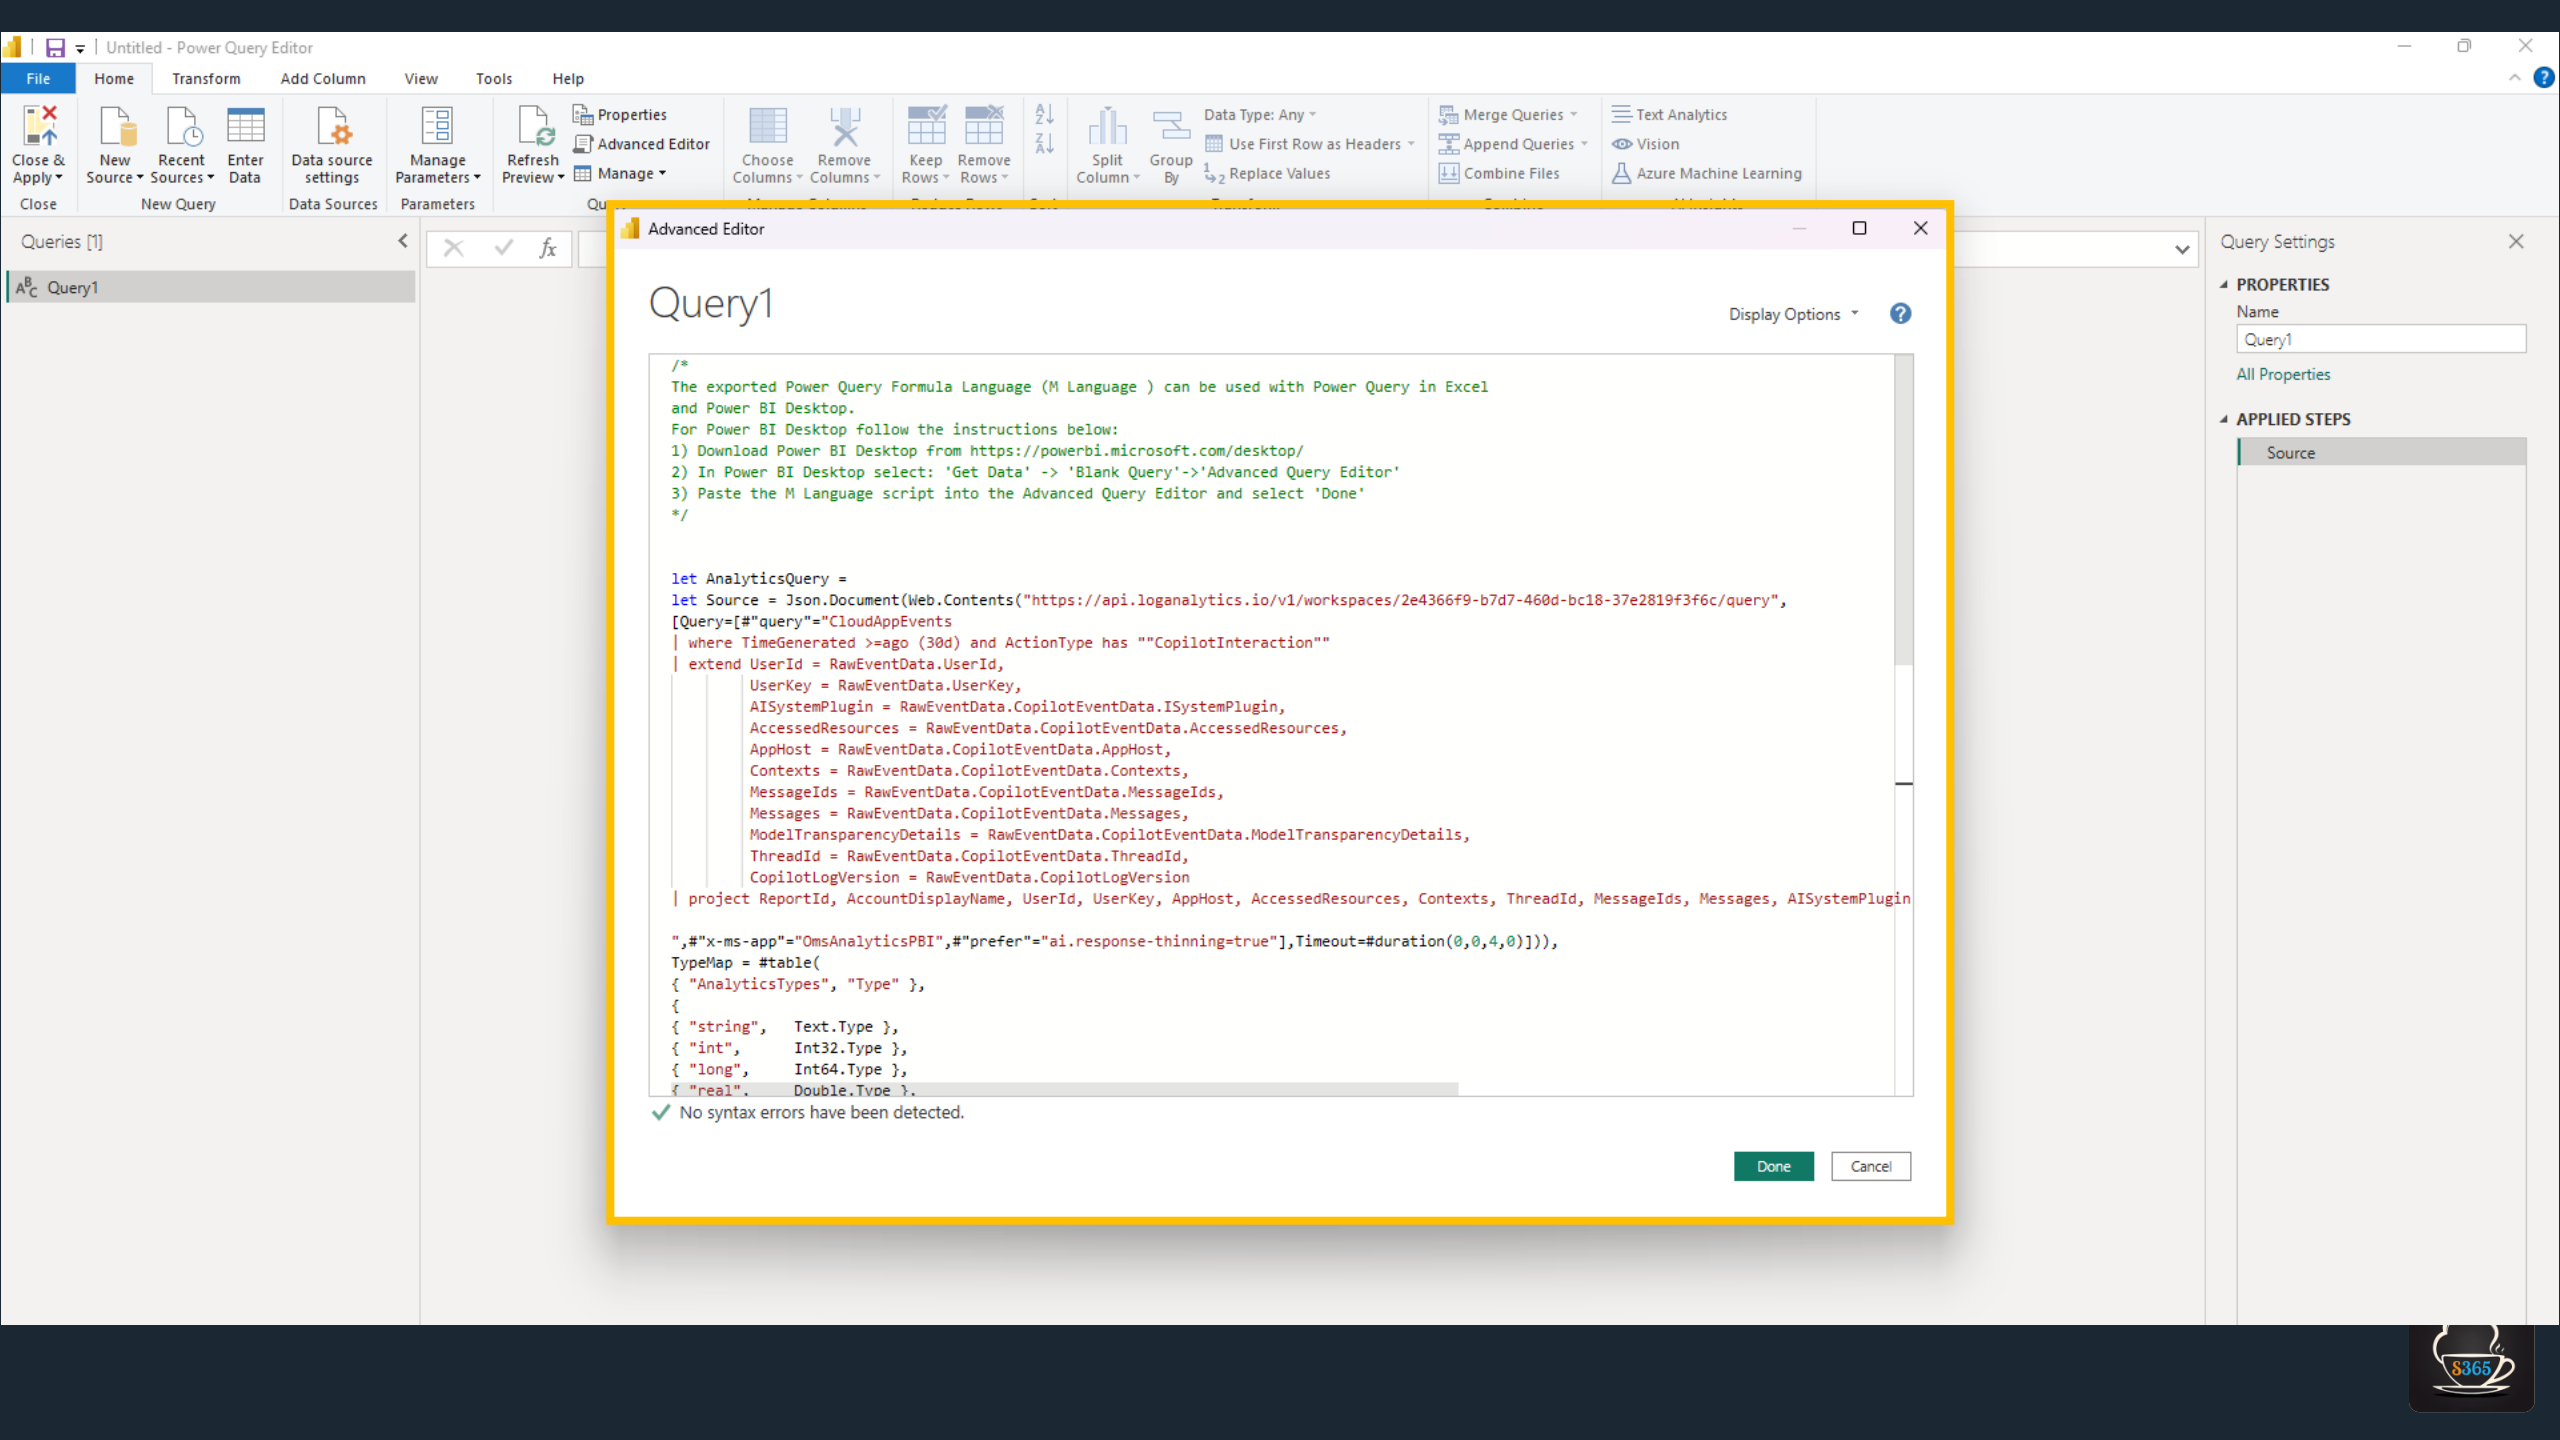 Untitled - Power Query Editor
File Home Transform Add Column View Tools Help
Close & Apply
New Source
Recent Sources
Enter Data
Data source settings
Manage Parameters
Refresh Preview
Properties
Advanced Editor
Manage
Choose Columns
Remove Columns
Keep Rows
Remove Rows
Split Column
Group By
Data Type: Any
Use First Row as Headers
Replace Values
Merge Queries
Append Queries
Combine Files
Text Analytics
Vision
Azure Machine Learning
Close
New Query
Data Sources
Parameters
Queries [1]
Query1
fx
Advanced Editor
Query1
Display Options
/*
The exported Power Query Formula Language (M Language ) can be used with Power Query in Excel
and Power BI Desktop.
For Power BI Desktop follow the instructions below:
1) Download Power BI Desktop from https://powerbi.microsoft.com/desktop/
2) In Power BI Desktop select: 'Get Data' -> 'Blank Query'->'Advanced Query Editor'
3) Paste the M Language script into the Advanced Query Editor and select 'Done'
*/
let AnalyticsQuery =
let Source = Json.Document(Web.Contents("https://api.loganalytics.io/v1/workspaces/2e4366f9-b7d7-460d-bc18-37e2819f3f6c/query",
[Query=[#"query"="CloudAppEvents
| where TimeGenerated >=ago (30d) and ActionType has ""CopilotInteraction""
| extend UserId = RawEventData.UserId,
UserKey = RawEventData.UserKey,
AISystemPlugin = RawEventData.CopilotEventData.ISystemPlugin,
AccessedResources = RawEventData.CopilotEventData.AccessedResources,
AppHost = RawEventData.CopilotEventData.AppHost,
Contexts = RawEventData.CopilotEventData.Contexts,
MessageIds = RawEventData.CopilotEventData.MessageIds,
Messages = RawEventData.CopilotEventData.Messages,
ModelTransparencyDetails = RawEventData.CopilotEventData.ModelTransparencyDetails,
ThreadId = RawEventData.CopilotEventData.ThreadId,
CopilotLogVersion = RawEventData.CopilotLogVersion
| project ReportId, AccountDisplayName, UserId, UserKey, AppHost, AccessedResources, Contexts, ThreadId, MessageIds, Messages, AISystemPlugin
",#"x-ms-app"="OmsAnalyticsPBI",#"prefer"="ai.response-thinning=true"],Timeout=#duration(0,0,4,0)])),
TypeMap = #table(
{ "AnalyticsTypes", "Type" },
{
{ "string", Text.Type },
{ "int", Int32.Type },
{ "long", Int64.Type },
{ "real", Double.Type },
No syntax errors have been detected.
Done
Cancel
Query Settings
PROPERTIES
Name
Query1
All Properties
APPLIED STEPS
Source
S365